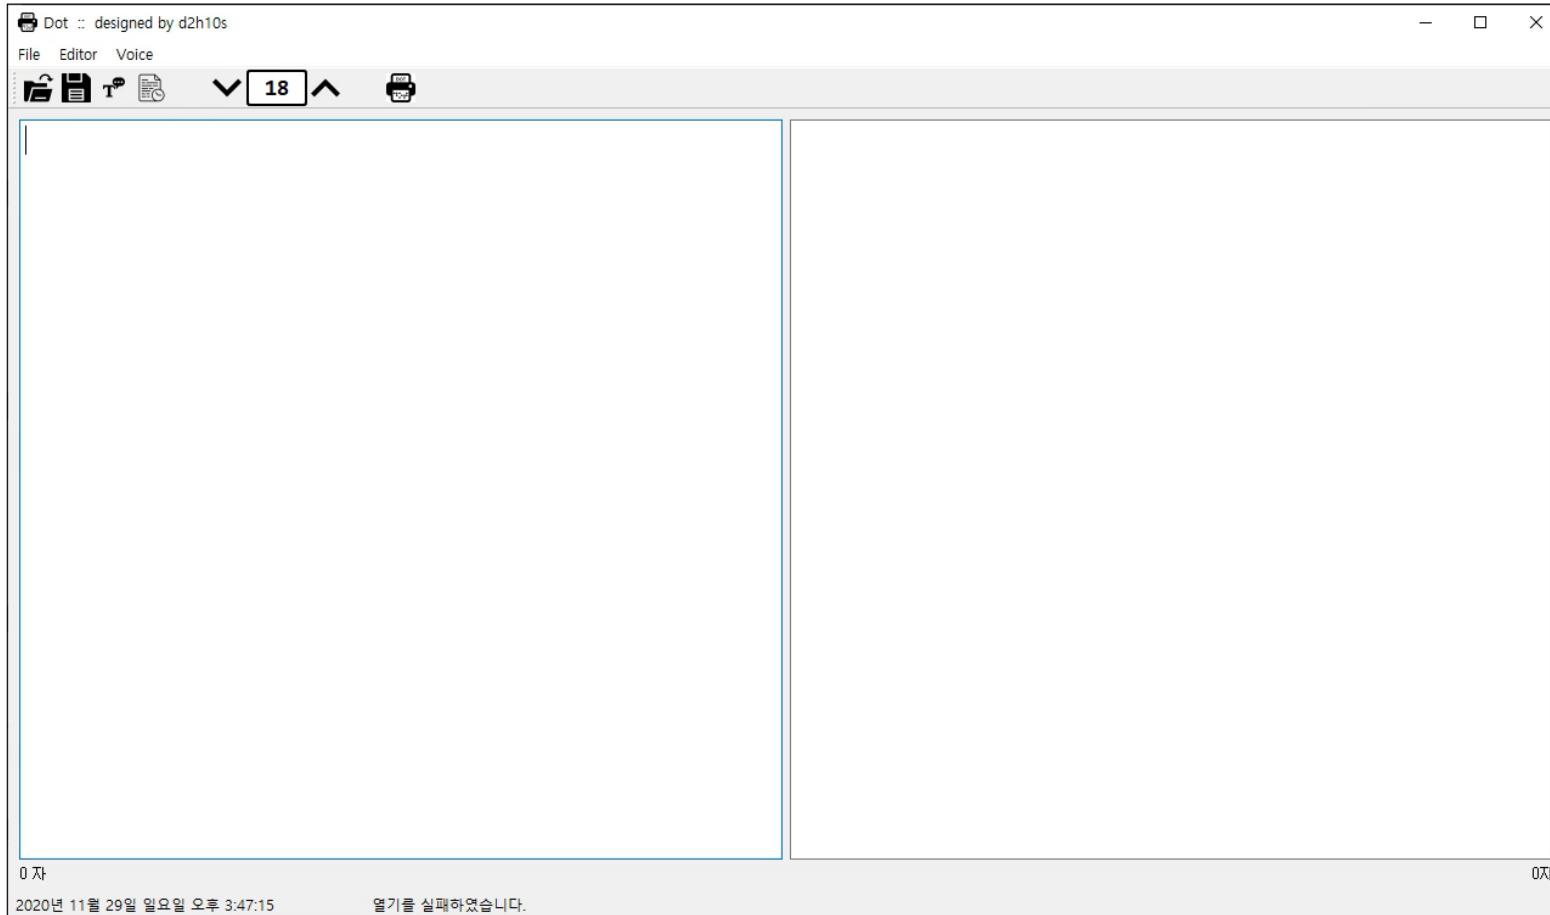 Dot :: designed by d2h10s
File Editor Voice
T 18
0 자
0자
2020년 11월 29일 일요일 오후 3:47:15 열기를 실패하였습니다.